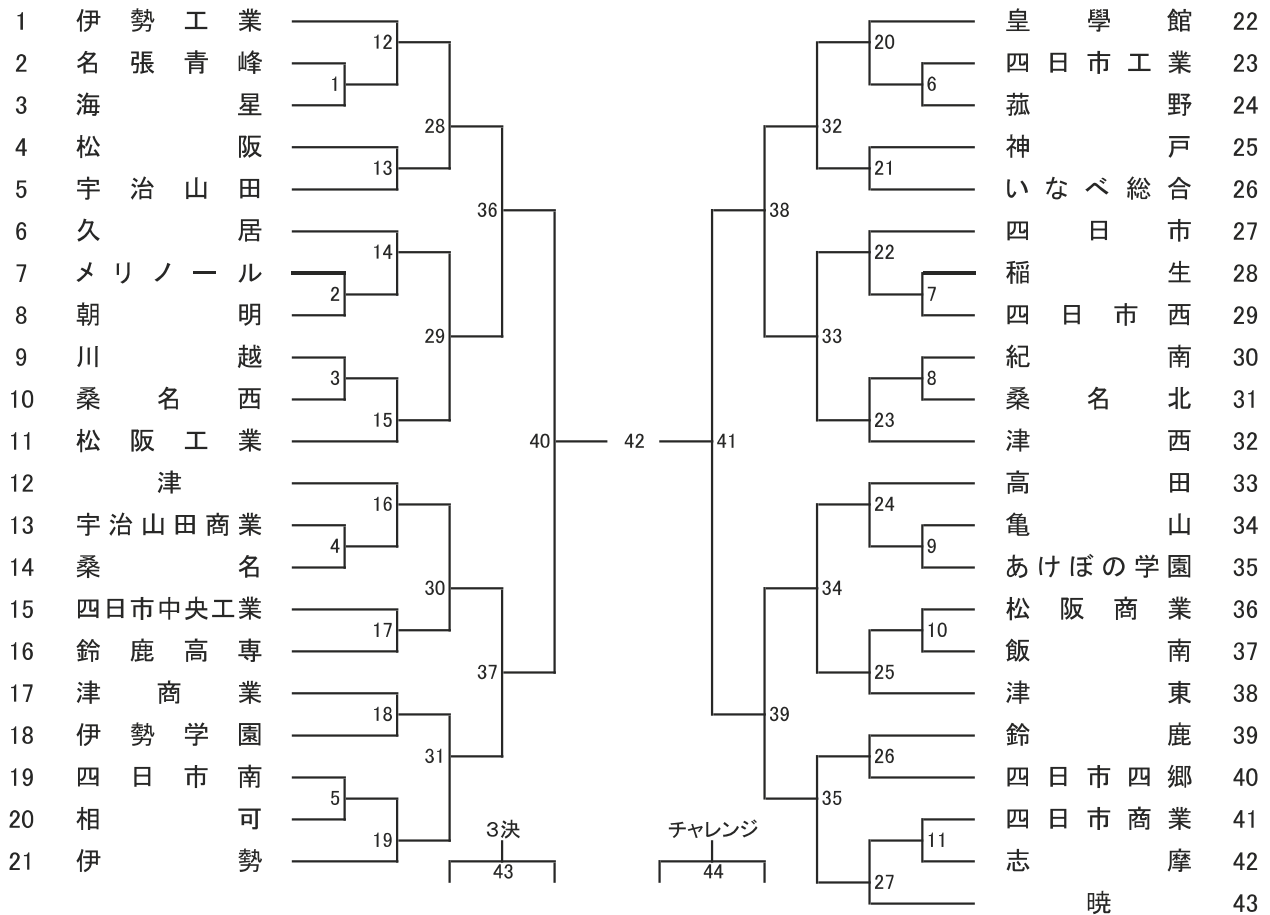 1 伊勢工業
2 名張青峰
3 海星
4 松阪
5 宇治山田
6 久居
7 メリノール
8 朝明
9 川越
10 桑名西
11 松阪工業
12 津
13 宇治山田商業
14 桑名
15 四日市中央工業
16 鈴鹿高専
17 津商業
18 伊勢学園
19 四日市南
20 相可
21 伊勢
1
2
3
4
5
12
13
14
15
16
17
18
19
28
29
30
31
36
37
40
42
41
38
39
32
33
34
35
20
21
22
23
24
25
26
27
6
7
8
9
10
11
皇學館 22
四日市工業 23
菰野 24
神戸 25
いなべ総合 26
四日市 27
稲生 28
四日市西 29
紀南 30
桑名北 31
津西 32
高田 33
亀山 34
あけぼの学園 35
松阪商業 36
飯南 37
津東 38
鈴鹿 39
四日市四郷 40
四日市商業 41
志摩 42
暁 43
3決
43
チャレンジ
44